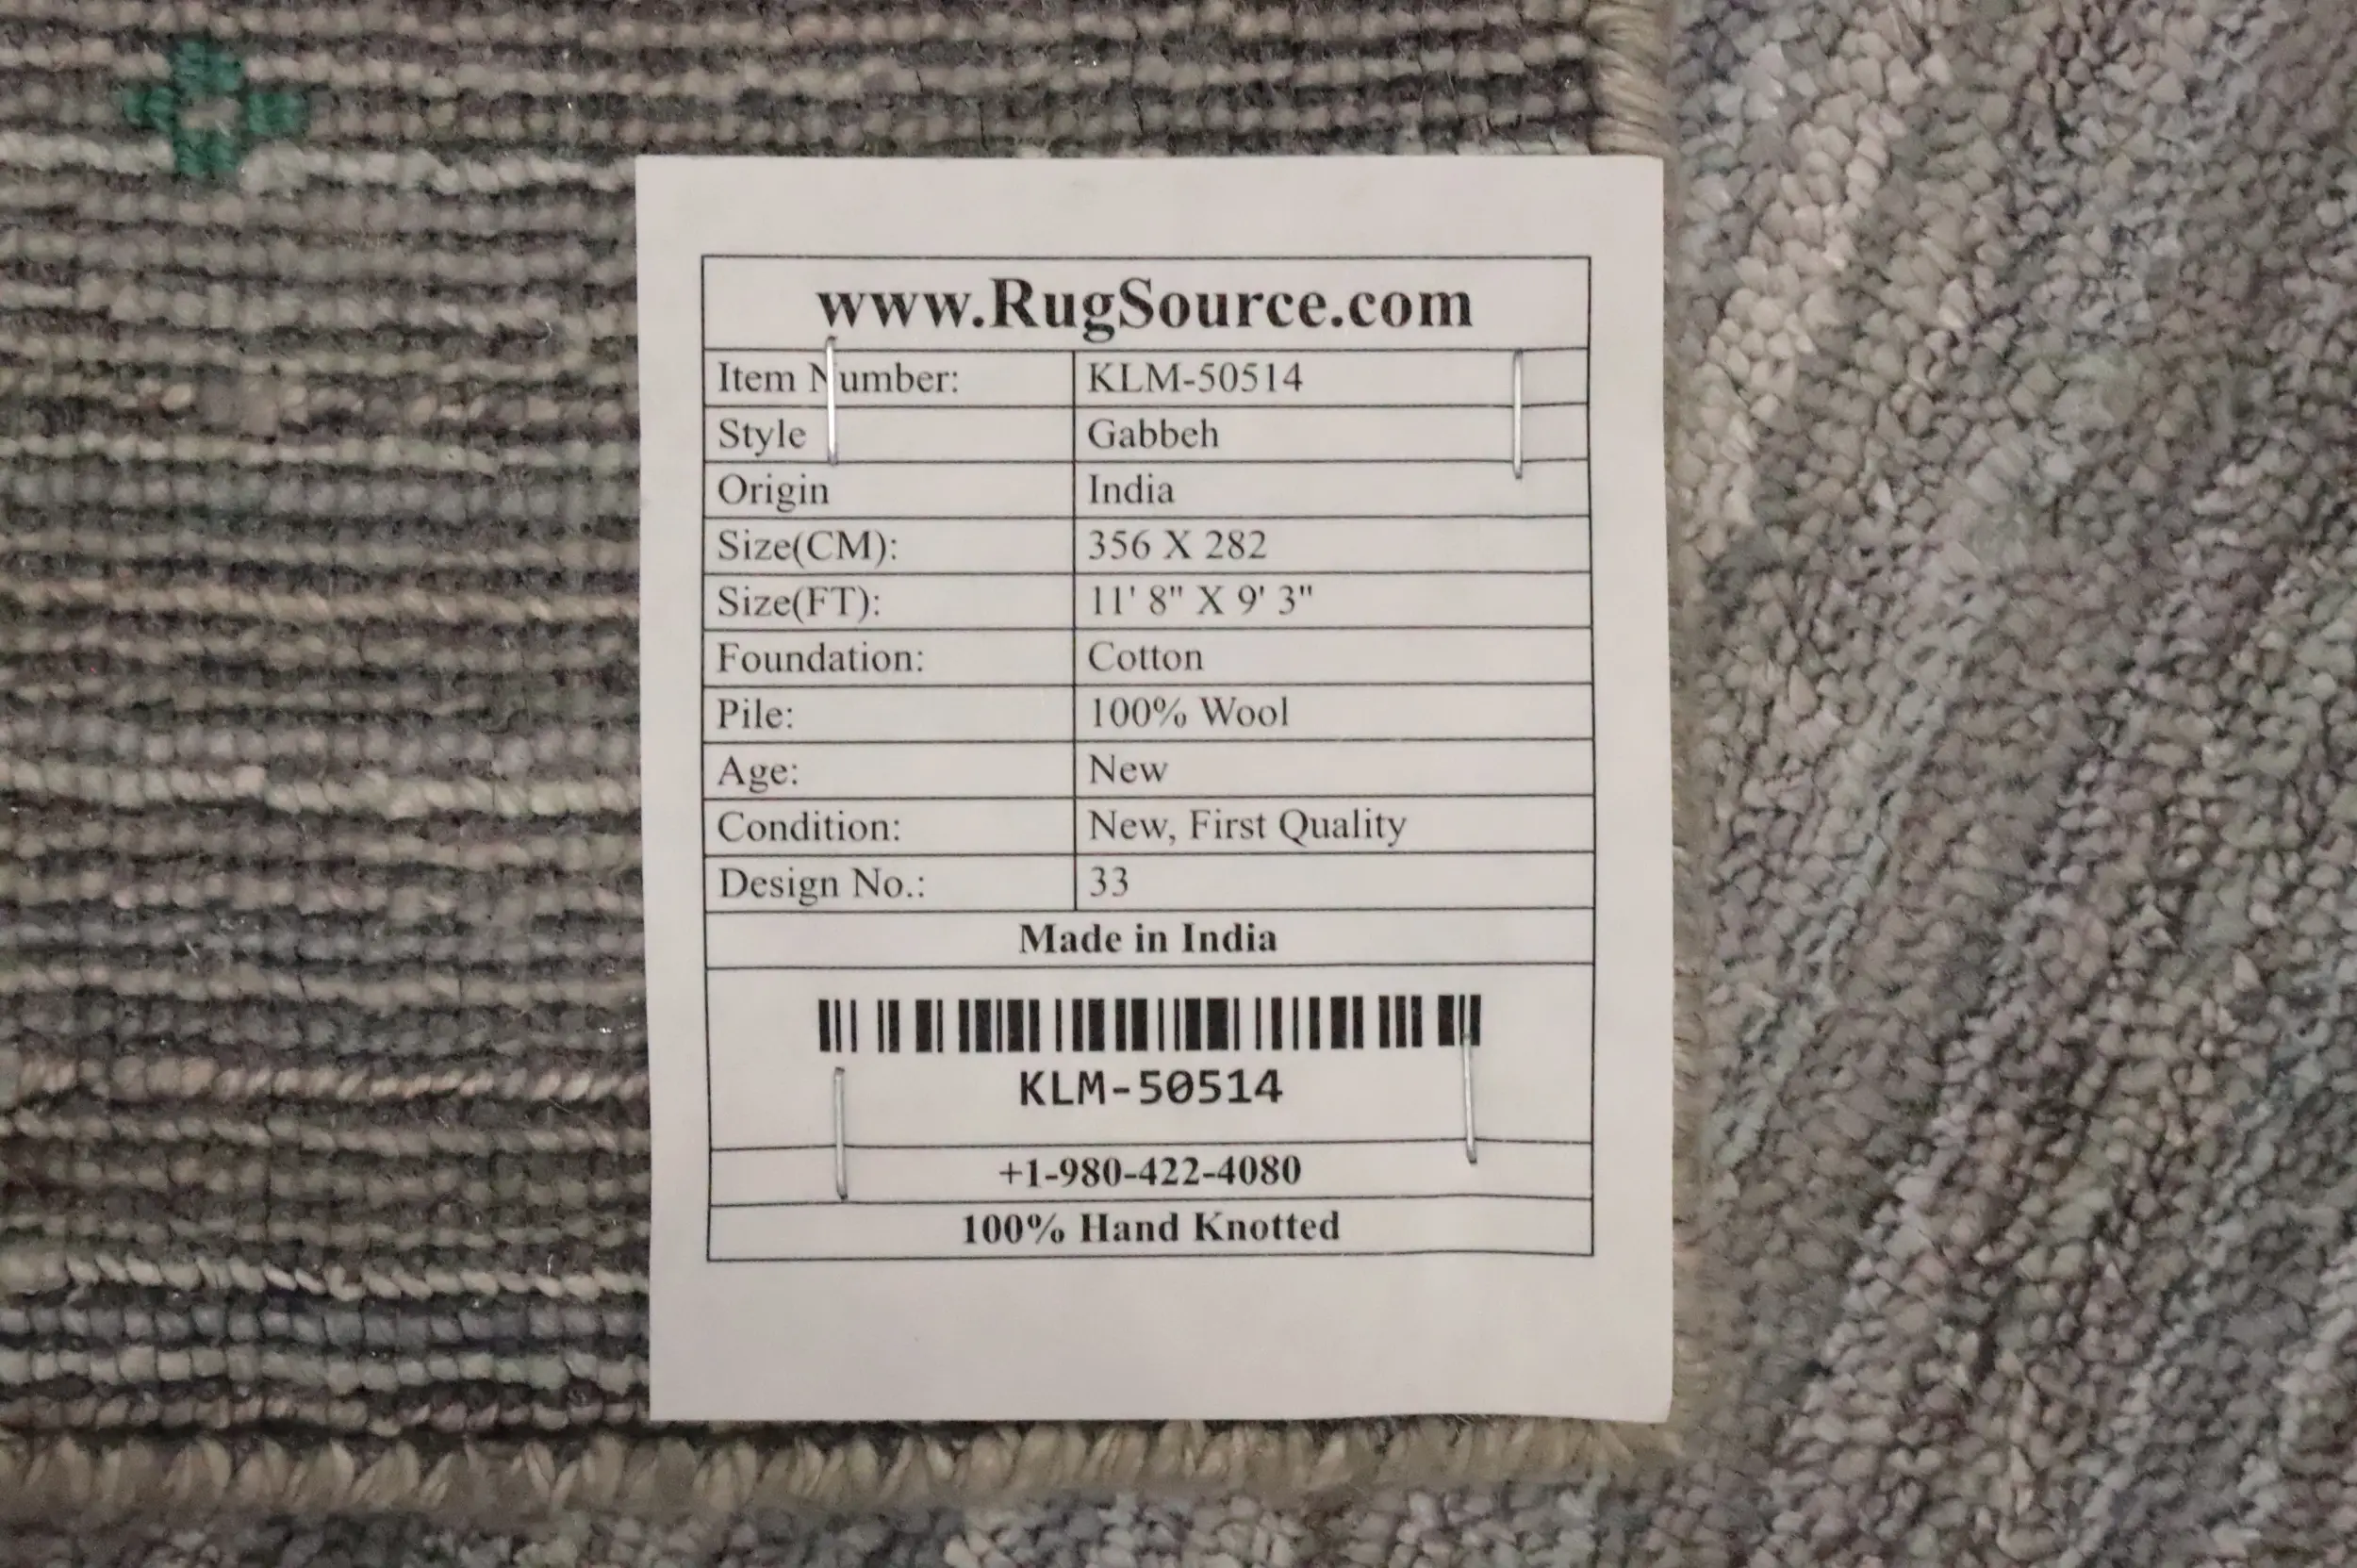 www.RugSource.com
Item Number: KLM-50514
Style Gabbeh
Origin India
Size(CM): 356 X 282
Size(FT): 11' 8" X 9' 3"
Foundation: Cotton
Pile: 100% Wool
Age: New
Condition: New, First Quality
Design No.: 33
Made in India
KLM-50514
+1-980-422-4080
100% Hand Knotted